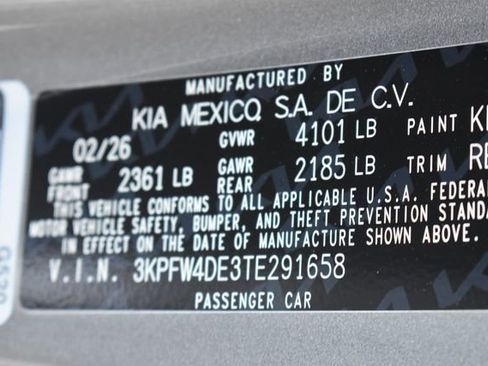 MANUFACTURED BY
KIA MEXICO, S.A. DE C.V.
02/26 GVWR 4101 LB PAINT
GAWR FRONT 2361 LB GAWR REAR 2185 LB TRIM
THIS VEHICLE CONFORMS TO ALL APPLICABLE U.S.A. FEDERAL
MOTOR VEHICLE SAFETY, BUMPER, AND THEFT PREVENTION STANDA
IN EFFECT ON THE DATE OF MANUFACTURE SHOWN ABOVE.
V.I.N. 3KPFW4DE3TE291658
PASSENGER CAR